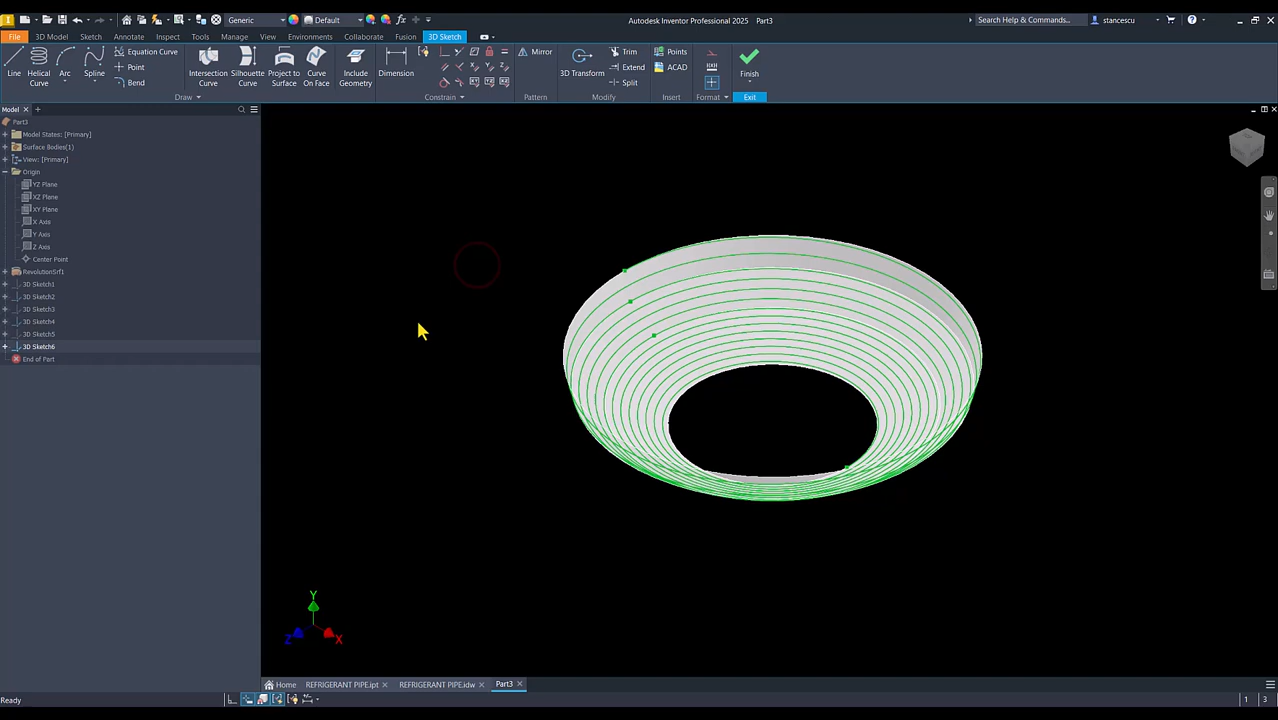 Generic
Default
Autodesk Inventor Professional 2025 Part3
Search Help & Commands...
stancescu
File
3D Model
Sketch
Annotate
Inspect
Tools
Manage
View
Environments
Collaborate
Fusion
3D Sketch
Line
Helical
Curve
Arc
Spline
Equation Curve
Point
Bend
Intersection
Curve
Silhouette
Curve
Project to
Surface
Curve
On Face
Include
Geometry
Dimension
Mirror
3D Transform
Trim
Extend
Split
Points
ACAD
Finish
Draw
Constrain
Pattern
Modify
Insert
Format
Exit
Model
Part3
Model States: [Primary]
Surface Bodies(1)
View: [Primary]
Origin
YZ Plane
XZ Plane
XY Plane
X Axis
Y Axis
Z Axis
Center Point
RevolutionSrf1
3D Sketch1
3D Sketch2
3D Sketch3
3D Sketch4
3D Sketch5
3D Sketch6
End of Part
Y
Z
X
Home
REFRIGERANT PIPE.ipt
REFRIGERANT PIPE.idw
Part3
Ready
1
3